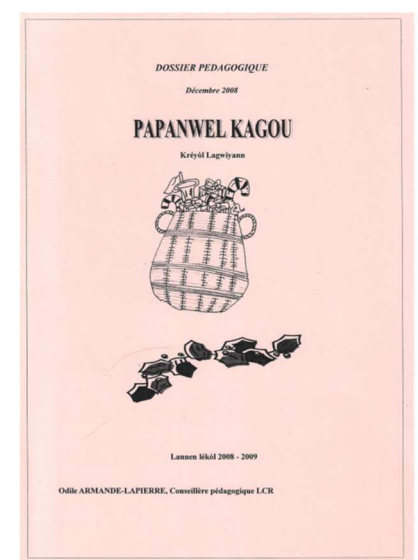 DOSSIER PEDAGOGIQUE
Décembre 2008
PAPANWEL KAGOU
Kréyòl Lagwiyann
Lannen lékòl 2008 - 2009
Odile ARMANDE-LAPIERRE, Conseillère pédagogique LCR